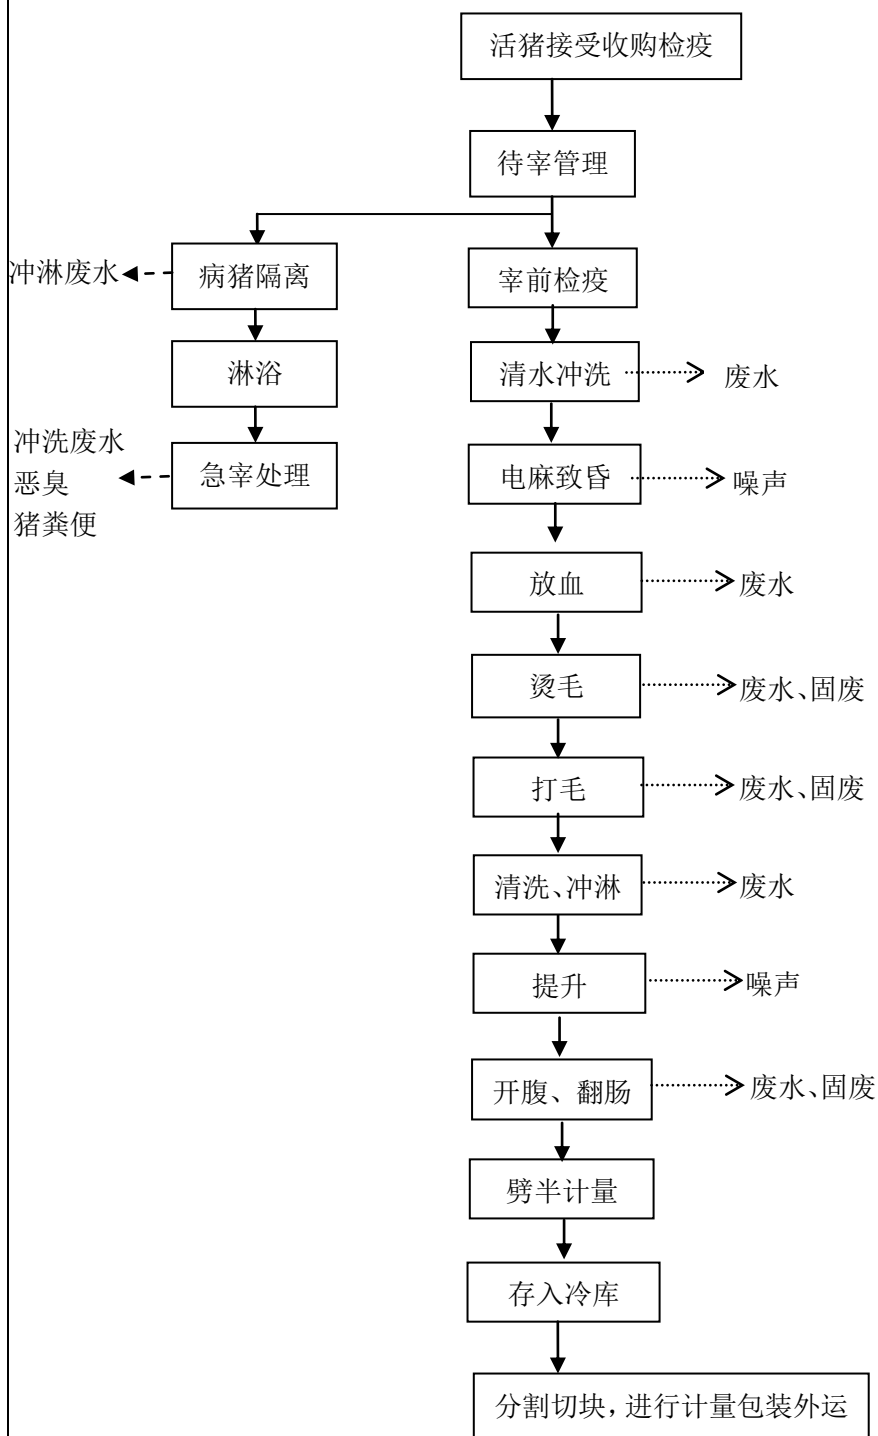 活猪接受收购检疫
待宰管理
冲淋废水
病猪隔离
宰前检疫
淋浴
清水冲洗
废水
冲洗废水
恶臭
猪粪便
急宰处理
电麻致昏
噪声
放血
废水
烫毛
废水、固废
打毛
废水、固废
清洗、冲淋
废水
提升
噪声
开腹、翻肠
废水、固废
劈半计量
存入冷库
分割切块，进行计量包装外运